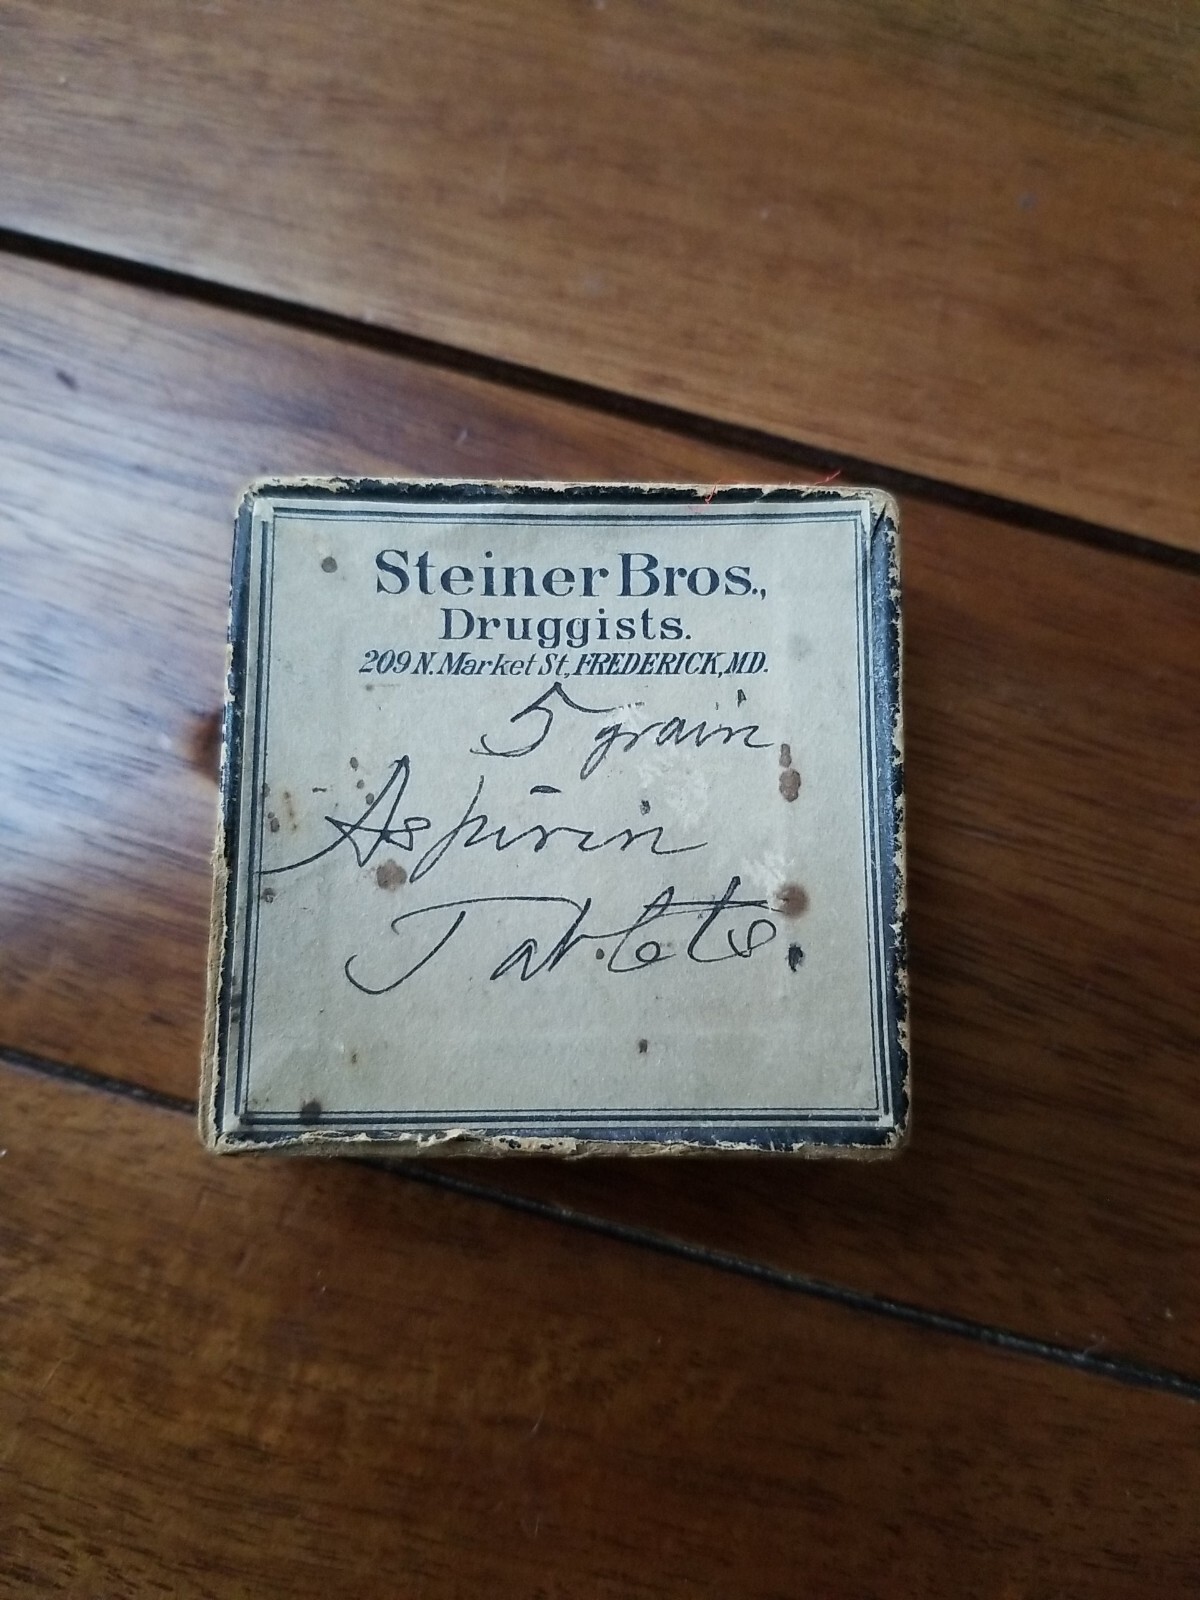 Steiner Bros.,
Druggists.
209 N. Market St, FREDERICK, MD.
5 grain
Aspirin
Tablets.